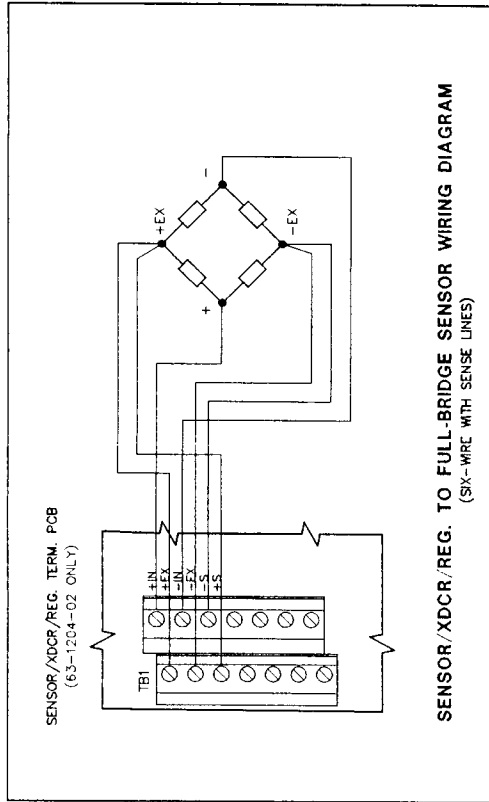 SENSOR/XDCR/REG. TERM. PCB
(63-1204-02 ONLY)
TB1
+IN
+EX
-IN
-EX
-S
+S
+EX
+
-
-EX
SENSOR/XDCR/REG. TO FULL-BRIDGE SENSOR WIRING DIAGRAM
(SIX-WIRE WITH SENSE LINES)